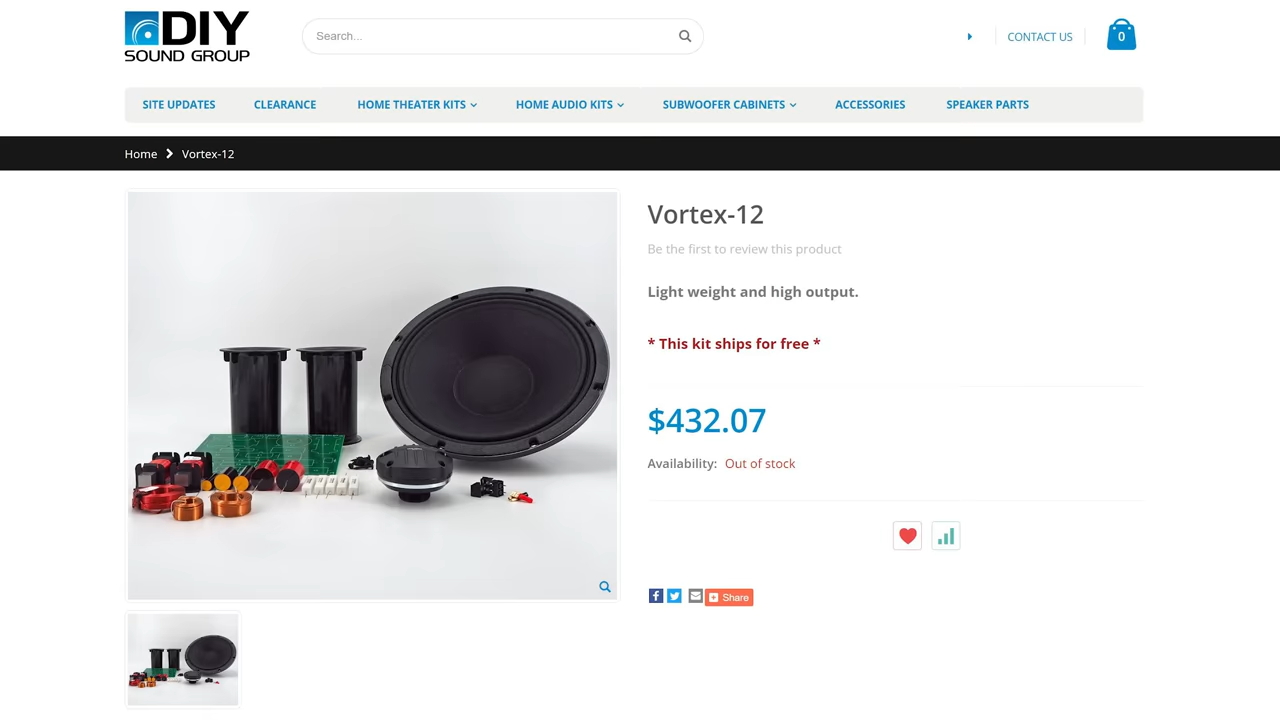 DIY
SOUND GROUP
Search...
CONTACT US
0
SITE UPDATES
CLEARANCE
HOME THEATER KITS
HOME AUDIO KITS
SUBWOOFER CABINETS
ACCESSORIES
SPEAKER PARTS
Home
Vortex-12
Vortex-12
Be the first to review this product
Light weight and high output.
* This kit ships for free *
$432.07
Availability: Out of stock
Share